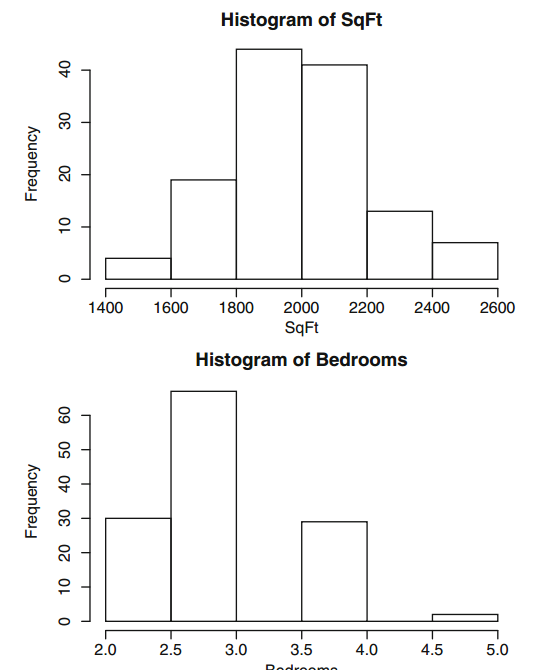 Histogram of SqFt
Frequency
0 10 20 30 40
1400 1600 1800 2000 2200 2400 2600
SqFt
Histogram of Bedrooms
Frequency
0 10 20 30 40 50 60
2.0 2.5 3.0 3.5 4.0 4.5 5.0
Bedrooms